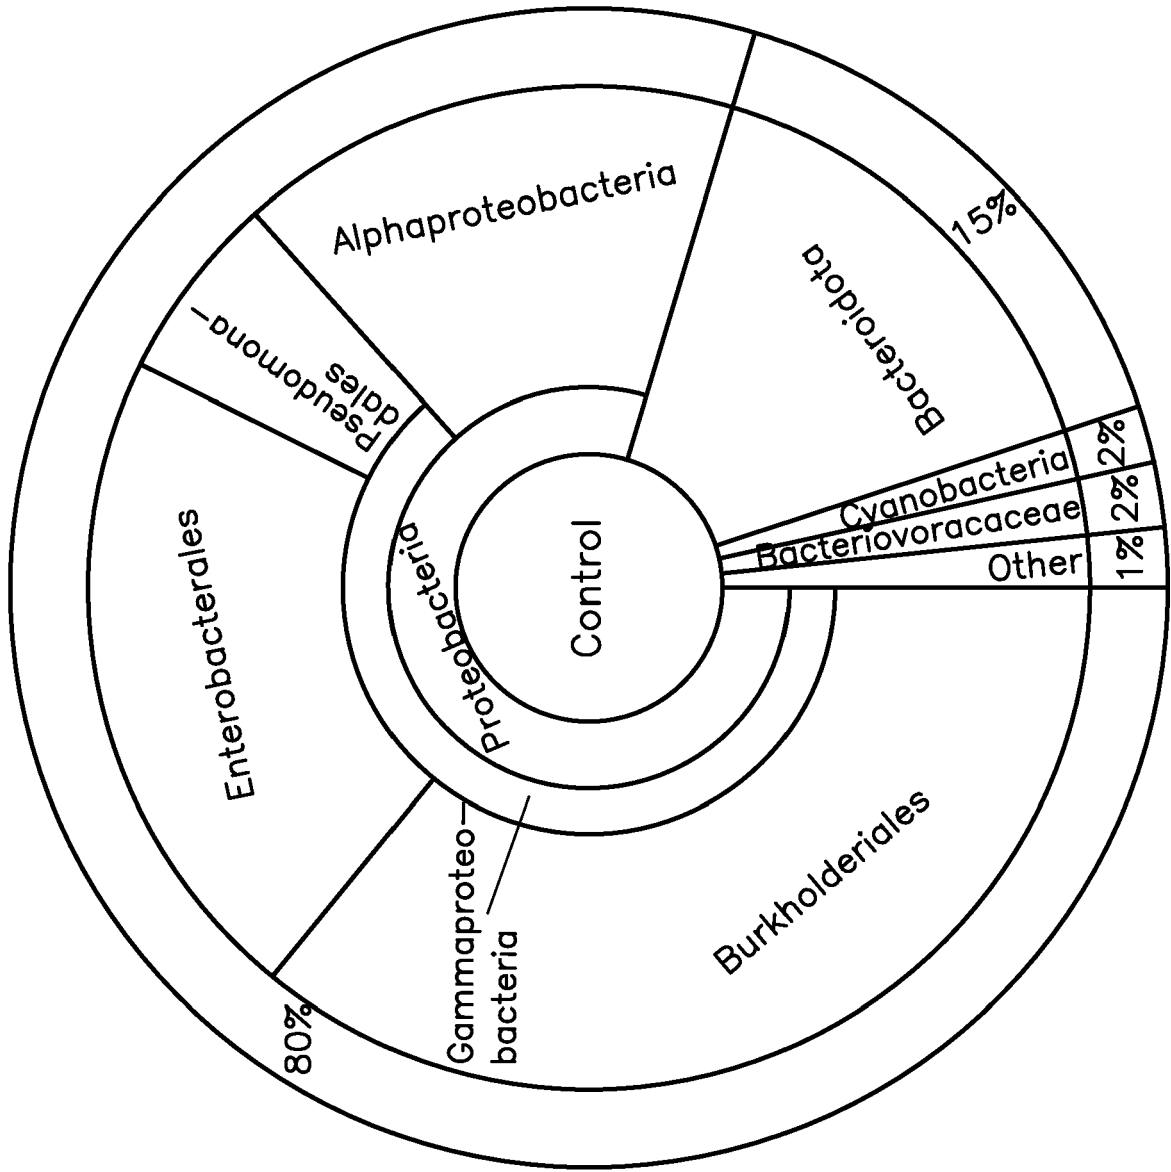 Control
Proteobacteria
Gammaproteo-
bacteria
Alphaproteobacteria
Pseudomona-
dales
Enterobacterales
Burkholderiales
80%
Bacteroidota
15%
Cyanobacteria
2%
Bacteriovoracaceae
2%
Other
1%